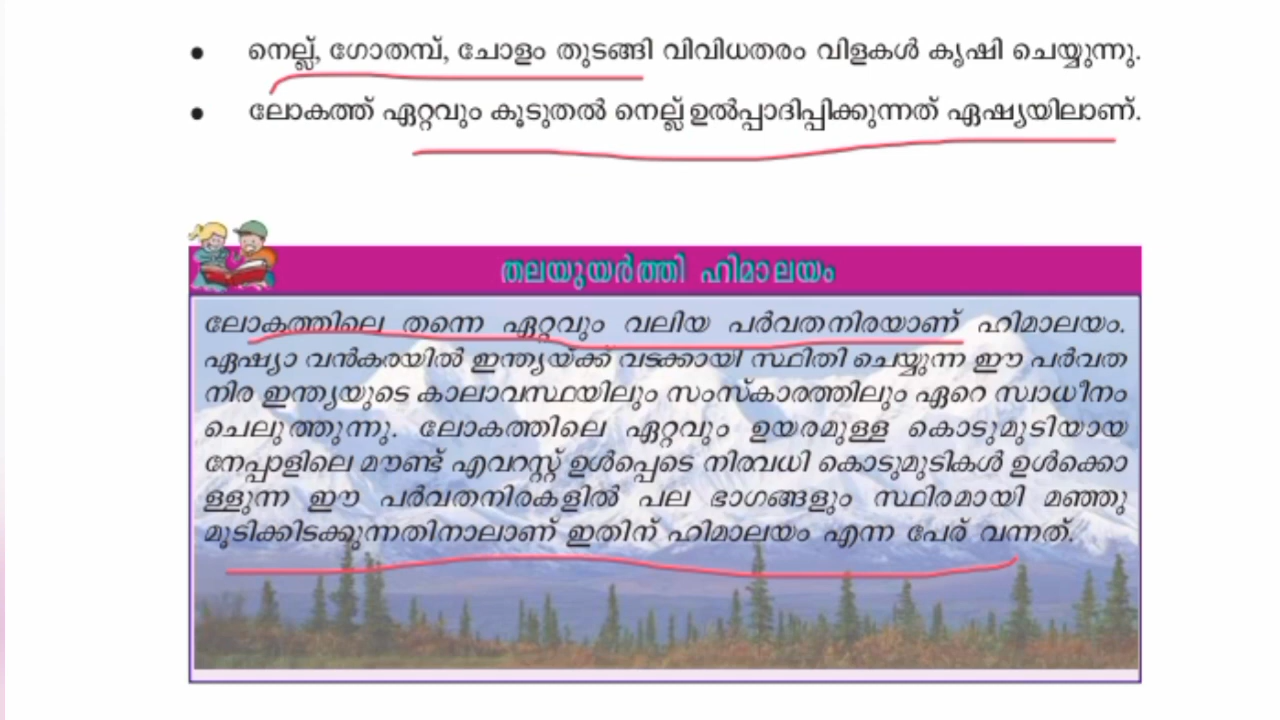 • നെല്ല്, ഗോതമ്പ്, ചോളം തുടങ്ങി വിവിധതരം വിളകൾ കൃഷി ചെയ്യുന്നു.
• ലോകത്ത് ഏറ്റവും കൂടുതൽ നെല്ല് ഉൽപ്പാദിപ്പിക്കുന്നത് ഏഷ്യയിലാണ്.
തലയുയർത്തി ഹിമാലയം
ലോകത്തിലെ തന്നെ ഏറ്റവും വലിയ പർവതനിരയാണ് ഹിമാലയം.
ഏഷ്യാ വൻകരയിൽ ഇന്ത്യയ്ക്ക് വടക്കായി സ്ഥിതി ചെയ്യുന്ന ഈ പർവത
നിര ഇന്ത്യയുടെ കാലാവസ്ഥയിലും സംസ്കാരത്തിലും ഏറെ സ്വാധീനം
ചെലുത്തുന്നു. ലോകത്തിലെ ഏറ്റവും ഉയരമുള്ള കൊടുമുടിയായ
നേപ്പാളിലെ മൗണ്ട് എവറസ്റ്റ് ഉൾപ്പെടെ നിരവധി കൊടുമുടികൾ ഉൾക്കൊ
ള്ളുന്ന ഈ പർവതനിരകളിൽ പല ഭാഗങ്ങളും സ്ഥിരമായി മഞ്ഞു
മൂടിക്കിടക്കുന്നതിനാലാണ് ഇതിന് ഹിമാലയം എന്ന പേര് വന്നത്.